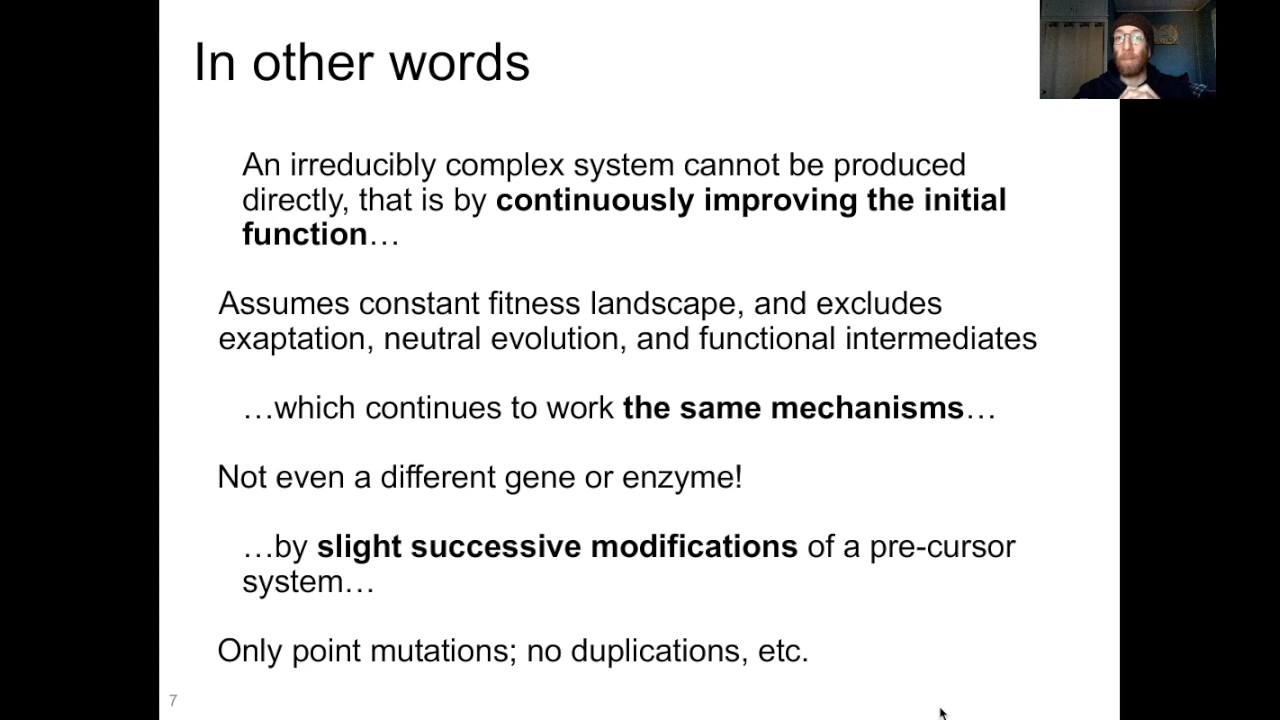 In other words
An irreducibly complex system cannot be produced
directly, that is by continuously improving the initial
function…
Assumes constant fitness landscape, and excludes
exaptation, neutral evolution, and functional intermediates
…which continues to work the same mechanisms…
Not even a different gene or enzyme!
…by slight successive modifications of a pre-cursor
system…
Only point mutations; no duplications, etc.
7